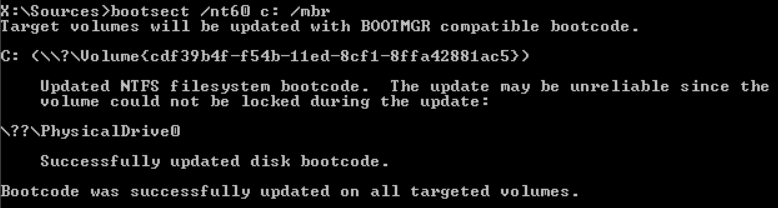 X:\Sources>bootsect /nt60 c: /mbr
Target volumes will be updated with BOOTMGR compatible bootcode.
C: (\\?\Volume{cdf39b4f-f54b-11ed-8cf1-8ffa42881ac5})
Updated NTFS filesystem bootcode.  The update may be unreliable since the
volume could not be locked during the update:
\??\PhysicalDrive0
Successfully updated disk bootcode.
Bootcode was successfully updated on all targeted volumes.